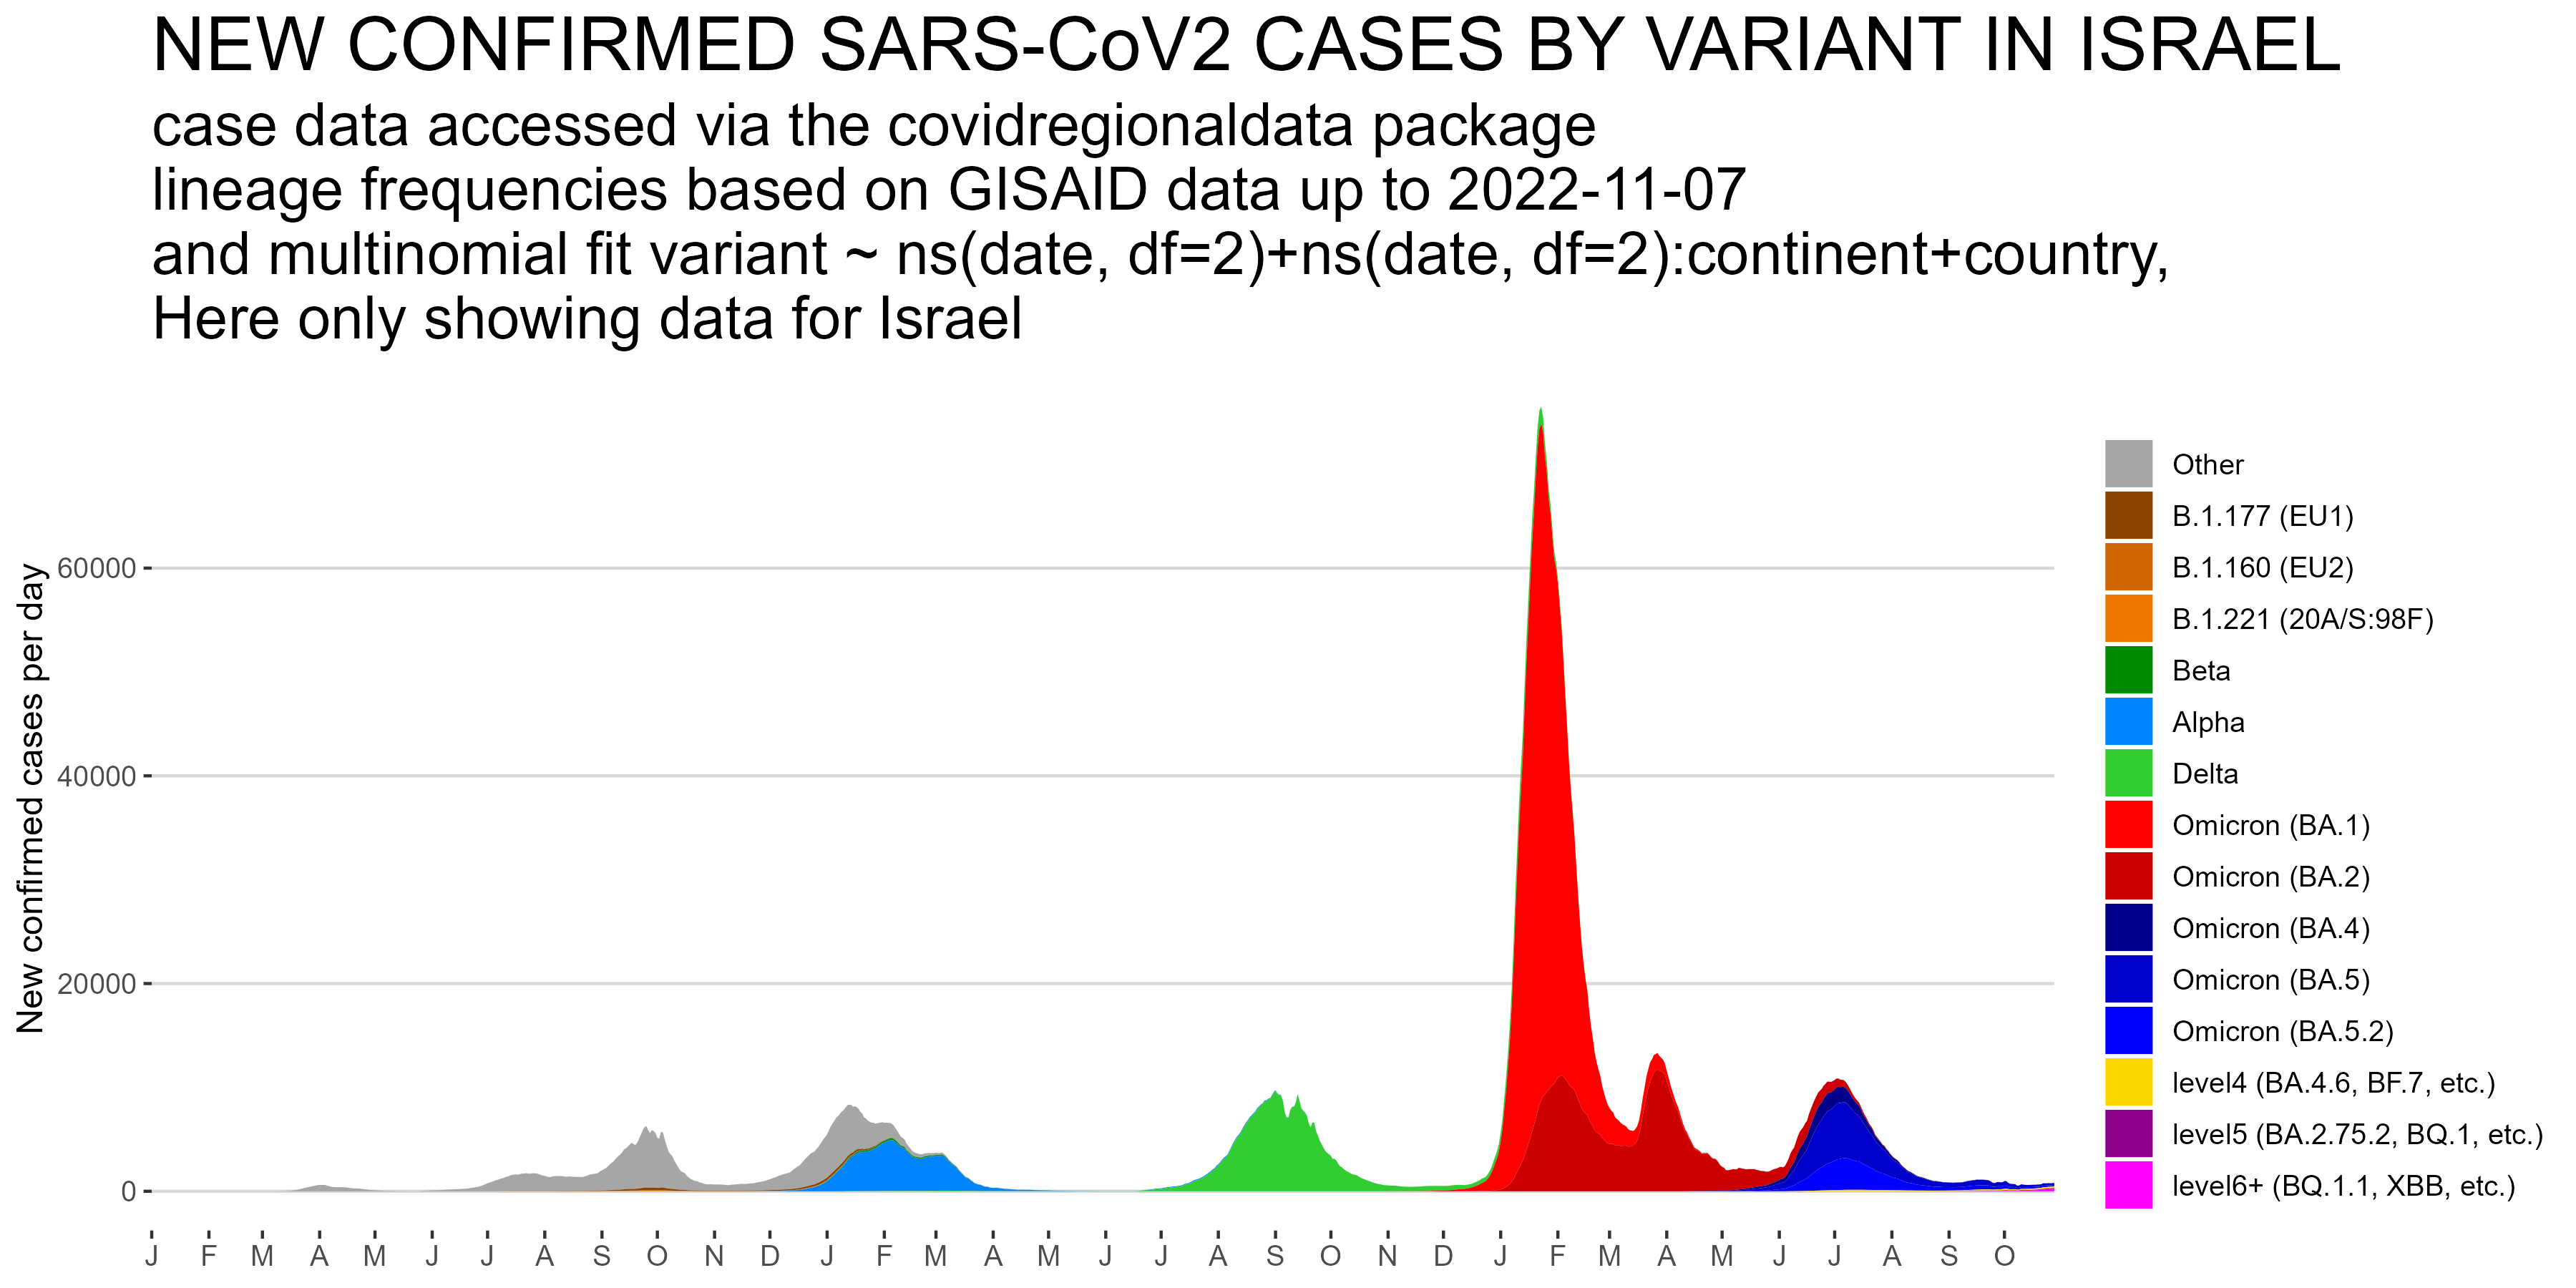 NEW CONFIRMED SARS-CoV2 CASES BY VARIANT IN ISRAEL
case data accessed via the covidregionaldata package
lineage frequencies based on GISAID data up to 2022-11-07
and multinomial fit variant ~ ns(date, df=2)+ns(date, df=2):continent+country,
Here only showing data for Israel
New confirmed cases per day
60000
40000
20000
0
J F M A M J J A S O N D J F M A M J J A S O N D J F M A M J J A S O
Other
B.1.177 (EU1)
B.1.160 (EU2)
B.1.221 (20A/S:98F)
Beta
Alpha
Delta
Omicron (BA.1)
Omicron (BA.2)
Omicron (BA.4)
Omicron (BA.5)
Omicron (BA.5.2)
level4 (BA.4.6, BF.7, etc.)
level5 (BA.2.75.2, BQ.1, etc.)
level6+ (BQ.1.1, XBB, etc.)